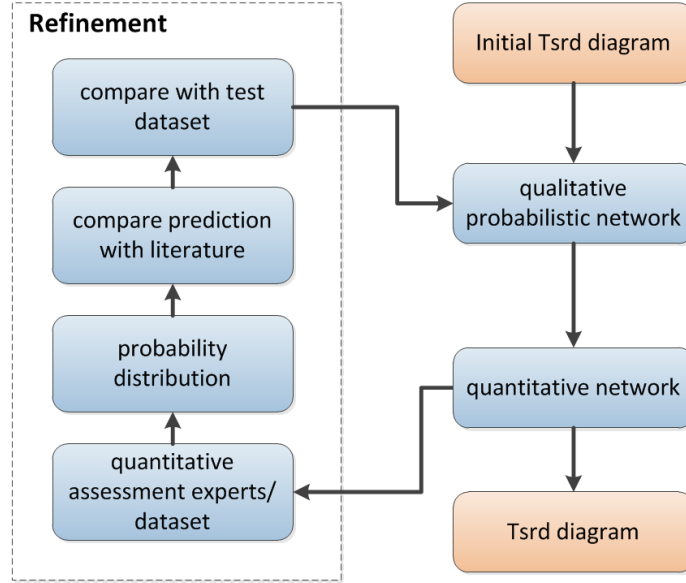 Refinement
compare with test
dataset
compare prediction
with literature
probability
distribution
quantitative
assessment experts/
dataset
Initial Tsrd diagram
qualitative
probabilistic network
quantitative network
Tsrd diagram